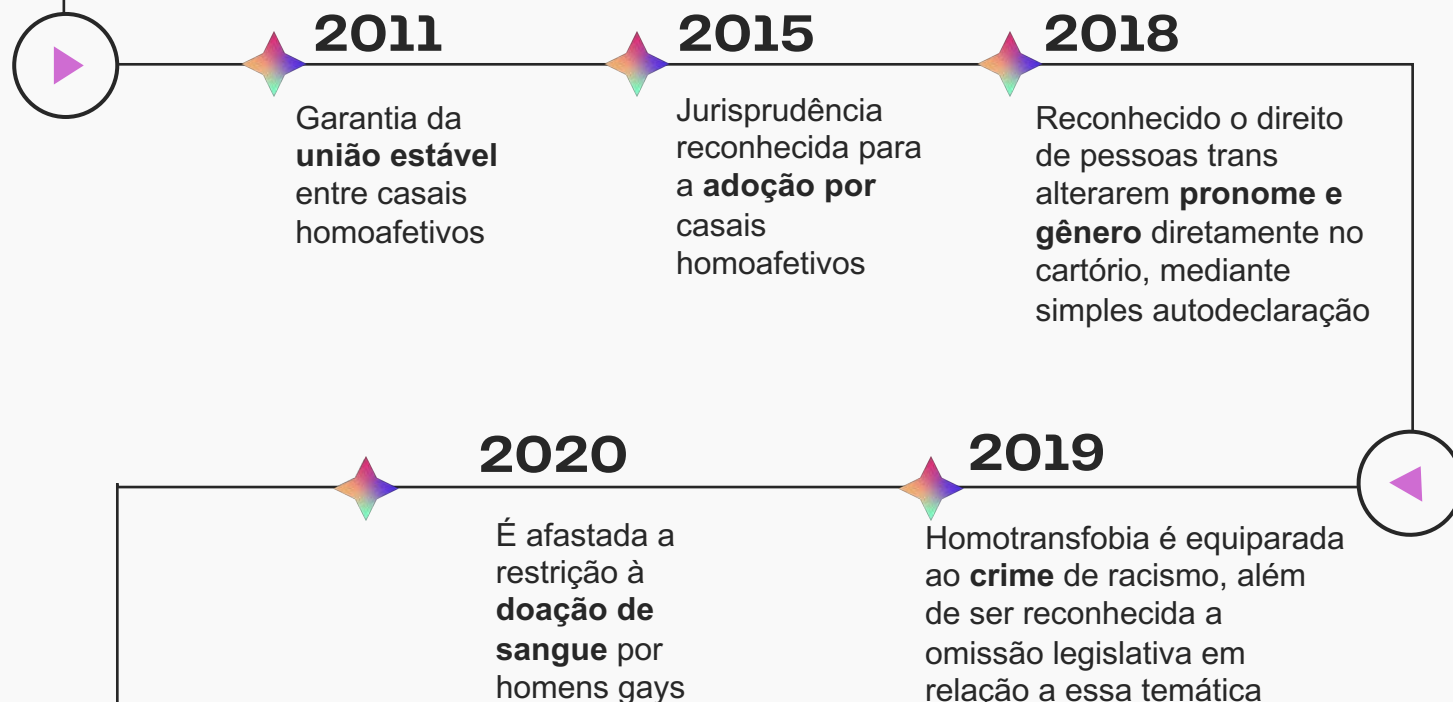 2011
Garantia da
união estável
entre casais
homoafetivos
2015
Jurisprudência
reconhecida para
a adoção por
casais
homoafetivos
2018
Reconhecido o direito
de pessoas trans
alterarem pronome e
gênero diretamente no
cartório, mediante
simples autodeclaração
2019
Homotransfobia é equiparada
ao crime de racismo, além
de ser reconhecida a
omissão legislativa em
relação a essa temática
2020
É afastada a
restrição à
doação de
sangue por
homens gays